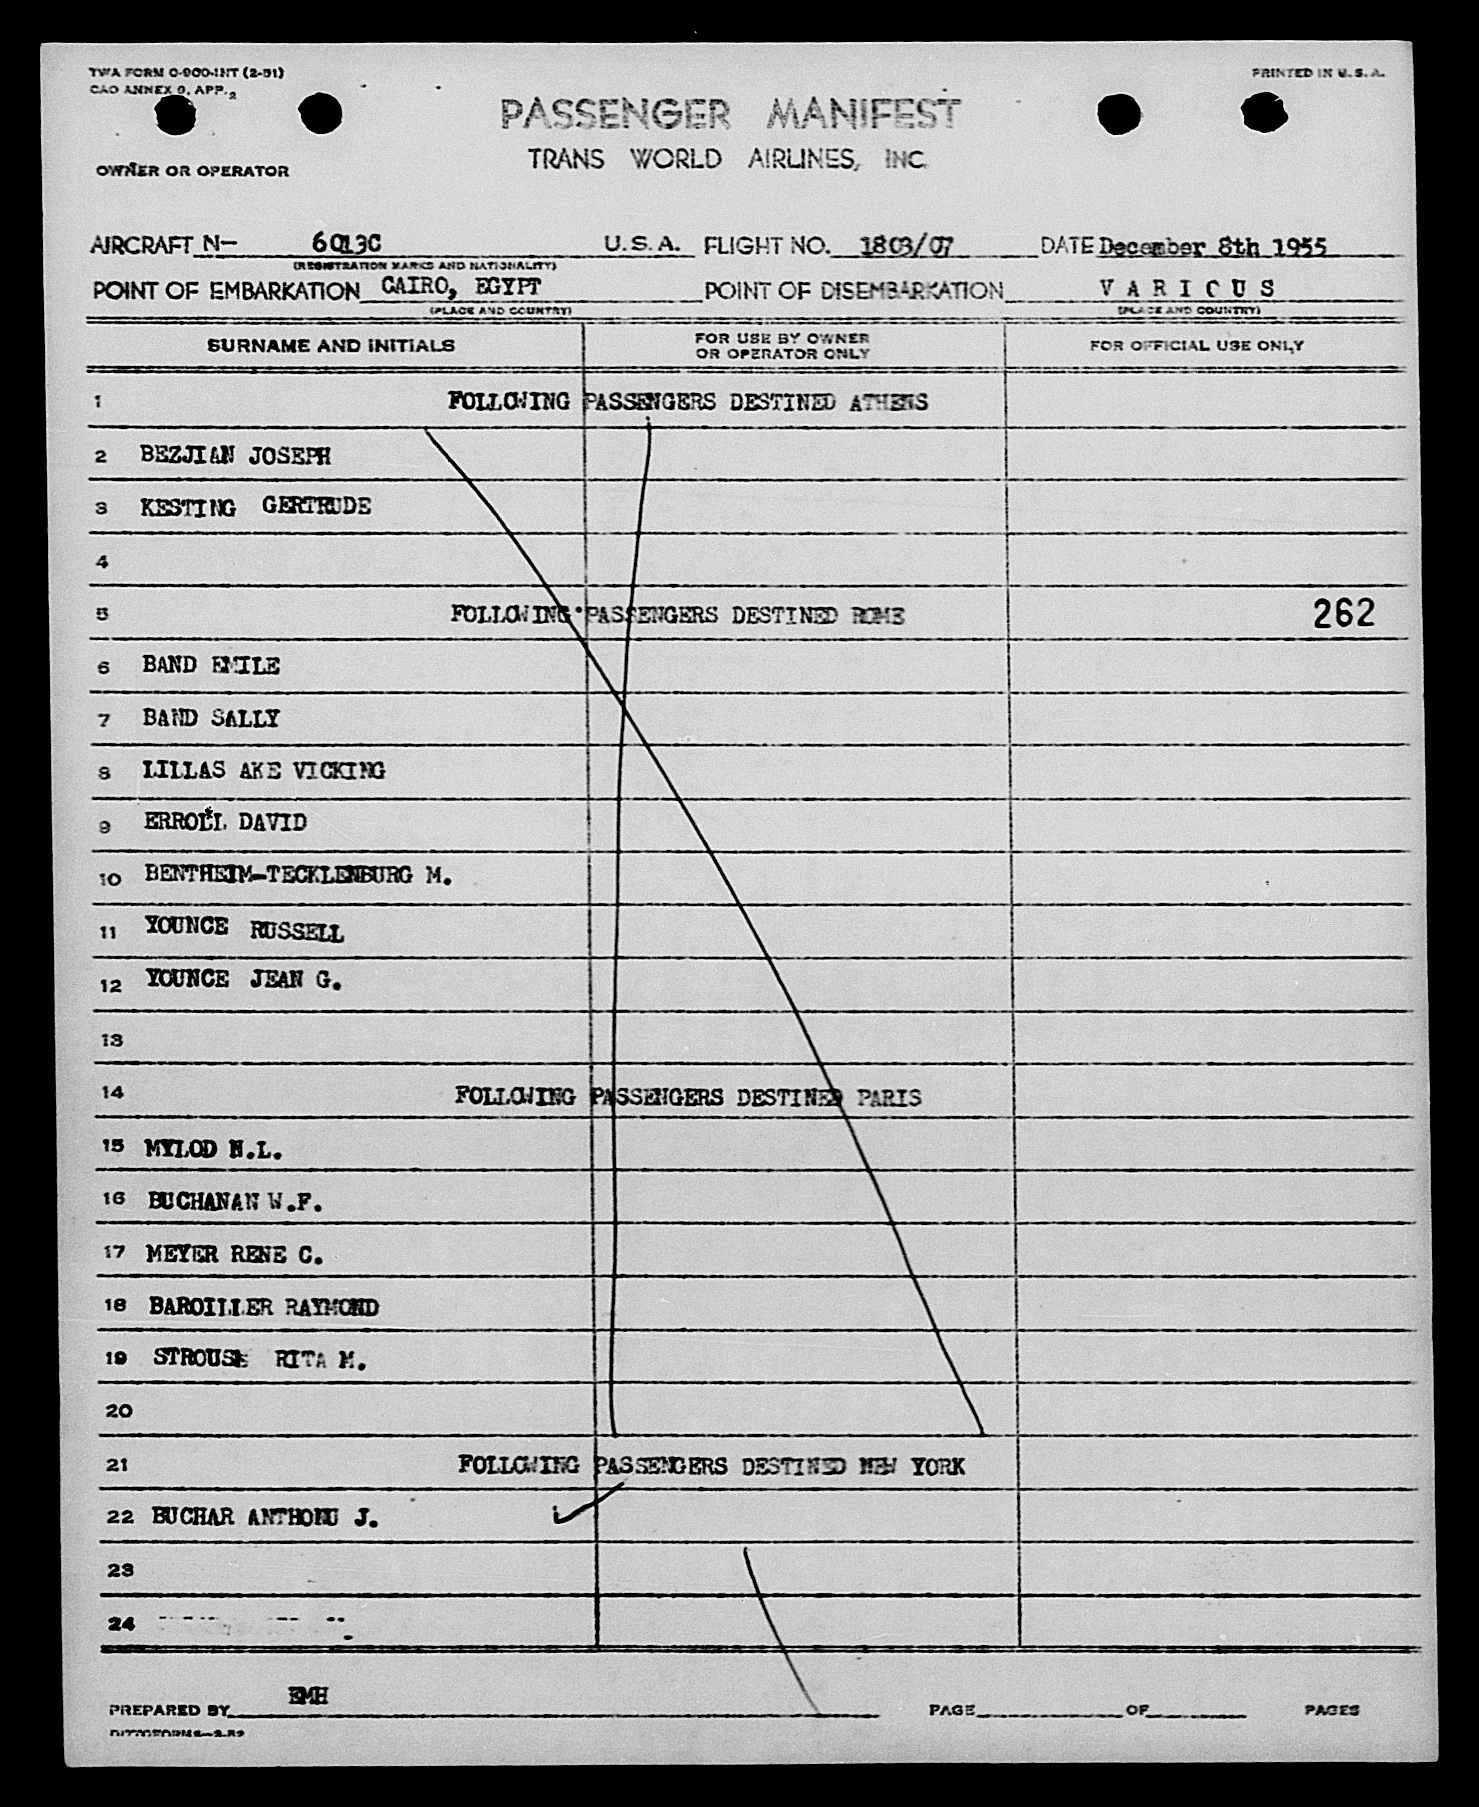 TWA FORM O-900-INT (2-51)
CAO ANNEX 9, APP. 2
PRINTED IN U.S.A.
PASSENGER MANIFEST
TRANS WORLD AIRLINES, INC.
OWNER OR OPERATOR
AIRCRAFT N- 6013C U.S.A. FLIGHT NO. 1803/07 DATE December 8th 1955
(REGISTRATION MARKS AND NATIONALITY)
POINT OF EMBARKATION CAIRO, EGYPT POINT OF DISEMBARKATION VARIOUS
(PLACE AND COUNTRY) (PLACE AND COUNTRY)
SURNAME AND INITIALS FOR USE BY OWNER OR OPERATOR ONLY FOR OFFICIAL USE ONLY
1 FOLLOWING PASSENGERS DESTINED ATHENS
2 BEZJIAN JOSEPH
3 KESTING GERTRUDE
4
5 FOLLOWING PASSENGERS DESTINED ROME 262
6 BAND EMILE
7 BAND SALLY
8 LILLAS AKE VICKING
9 ERROLL DAVID
10 BENTHEIM-TECKLENBURG M.
11 YOUNCE RUSSELL
12 YOUNCE JEAN G.
13
14 FOLLOWING PASSENGERS DESTINED PARIS
15 MYLOD N.L.
16 BUCHANAN W.F.
17 MEYER RENE C.
18 BAROILLER RAYMOND
19 STROUSE RITA M.
20
21 FOLLOWING PASSENGERS DESTINED NEW YORK
22 BUCHAR ANTHONU J.
23
24
PREPARED BY EMH PAGE OF PAGES
DITTOFORMS—2-52